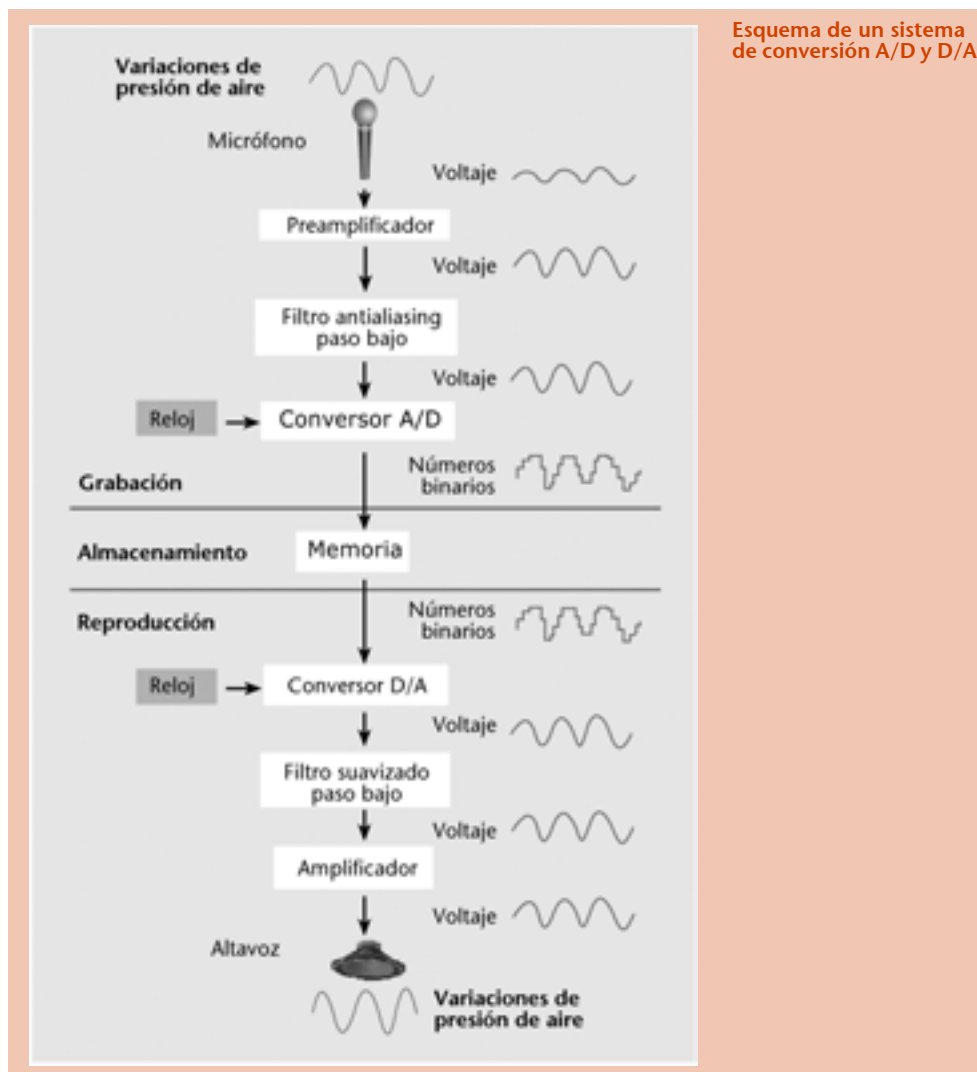 Esquema de un sistema
de conversión A/D y D/A
Variaciones de
presión de aire
Micrófono
Voltaje
Preamplificador
Voltaje
Filtro antialiasing
paso bajo
Voltaje
Reloj
Conversor A/D
Números
binarios
Grabación
Almacenamiento
Memoria
Números
binarios
Reproducción
Reloj
Conversor D/A
Voltaje
Filtro suavizado
paso bajo
Voltaje
Amplificador
Voltaje
Altavoz
Variaciones de
presión de aire